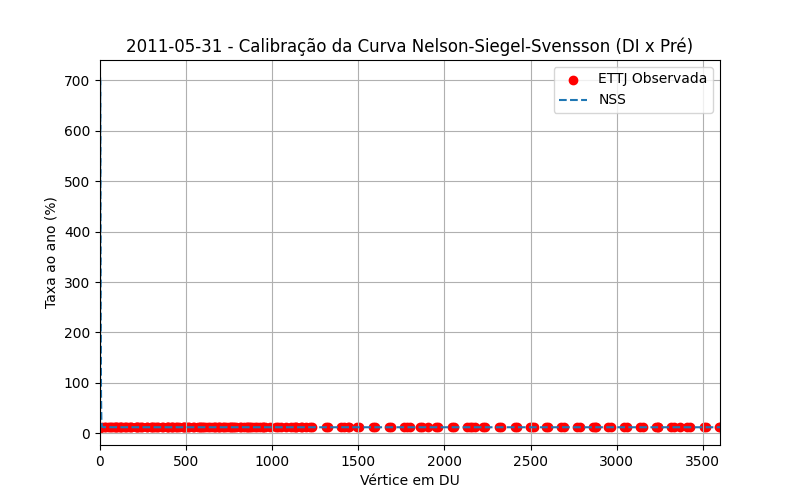 2011-05-31 - Calibração da Curva Nelson-Siegel-Svensson (DI x Pré)
ETTJ Observada
NSS
Taxa ao ano (%)
700
600
500
400
300
200
100
0
0 500 1000 1500 2000 2500 3000 3500
Vértice em DU